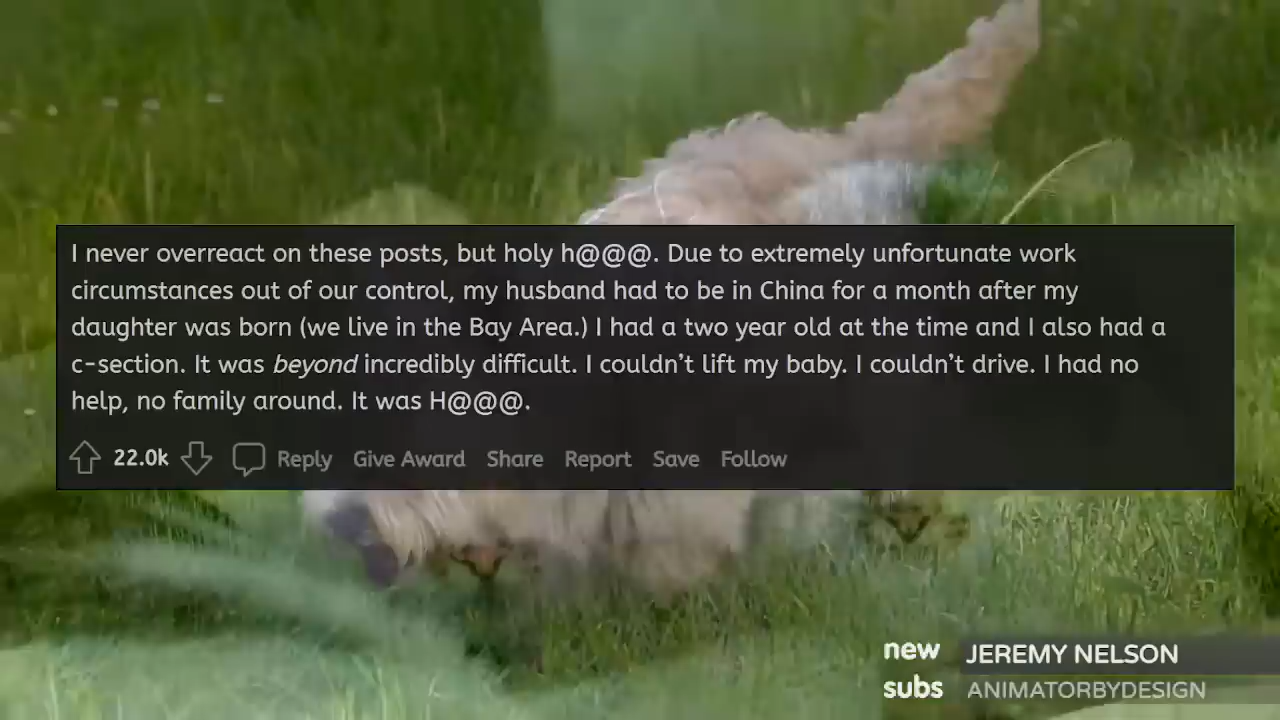 I never overreact on these posts, but holy h@@@. Due to extremely unfortunate work
circumstances out of our control, my husband had to be in China for a month after my
daughter was born (we live in the Bay Area.) I had a two year old at the time and I also had a
c-section. It was beyond incredibly difficult. I couldn’t lift my baby. I couldn’t drive. I had no
help, no family around. It was H@@@.
22.0k Reply Give Award Share Report Save Follow
new JEREMY NELSON
subs ANIMATORBYDESIGN